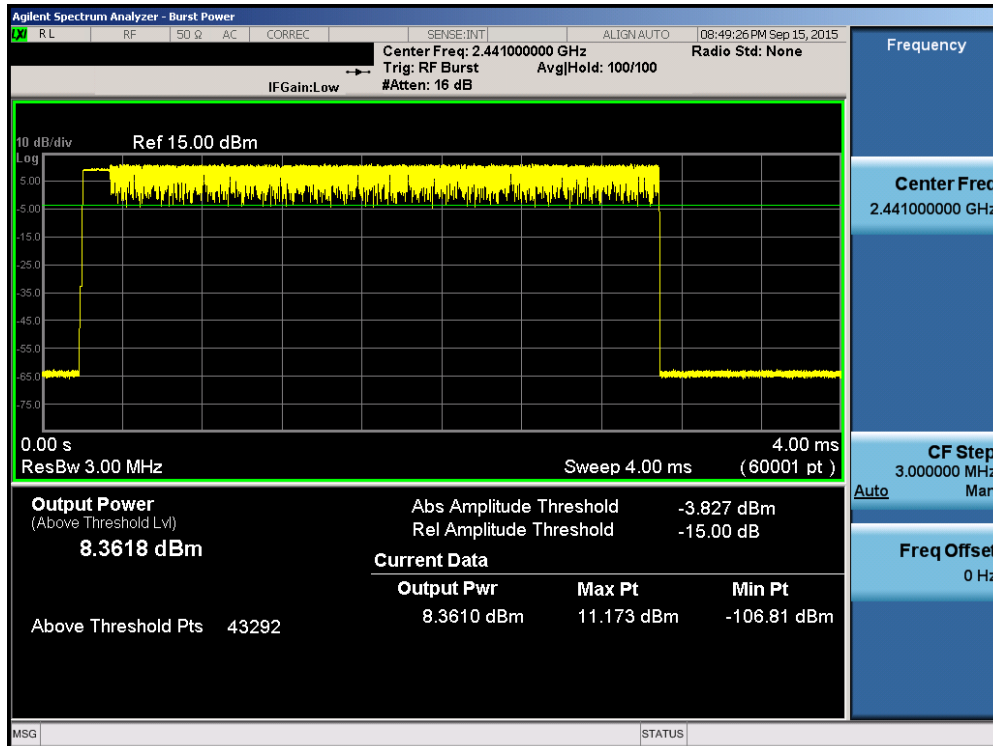 Agilent Spectrum Analyzer - Burst Power
LXI RL RF 50 Ω AC CORREC SENSE:INT ALIGN AUTO 08:49:26 PM Sep 15, 2015
Center Freq: 2.441000000 GHz Radio Std: None
Trig: RF Burst Avg|Hold: 100/100
IFGain:Low #Atten: 16 dB
10 dB/div Ref 15.00 dBm
Log
5.00
-5.00
-15.0
-25.0
-35.0
-45.0
-55.0
-65.0
-75.0
0.00 s 4.00 ms
ResBw 3.00 MHz Sweep 4.00 ms (60001 pt)
Output Power
(Above Threshold Lvl)
8.3618 dBm
Above Threshold Pts 43292
Abs Amplitude Threshold -3.827 dBm
Rel Amplitude Threshold -15.00 dB
Current Data
Output Pwr Max Pt Min Pt
8.3610 dBm 11.173 dBm -106.81 dBm
Frequency
Center Freq
2.441000000 GHz
CF Step
3.000000 MHz
Auto Man
Freq Offset
0 Hz
MSG STATUS